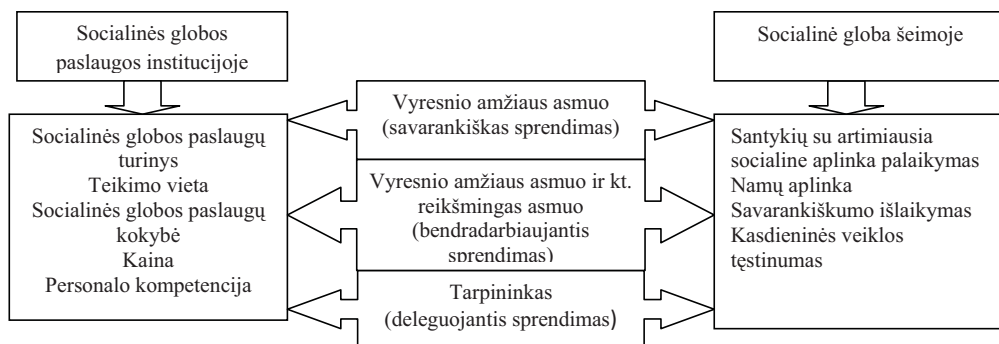 Socialinės globos
paslaugos institucijoje
Socialinė globa šeimoje
Socialinės globos paslaugų
turinys
Teikimo vieta
Socialinės globos paslaugų
kokybė
Kaina
Personalo kompetencija
Vyresnio amžiaus asmuo
(savarankiškas sprendimas)
Vyresnio amžiaus asmuo ir kt.
reikšmingas asmuo
(bendradarbiaujantis
sprendimas)
Tarpininkas
(deleguojantis sprendimas)
Santykių su artimiausia
socialine aplinka palaikymas
Namų aplinka
Savarankiškumo išlaikymas
Kasdieninės veiklos
tęstinumas